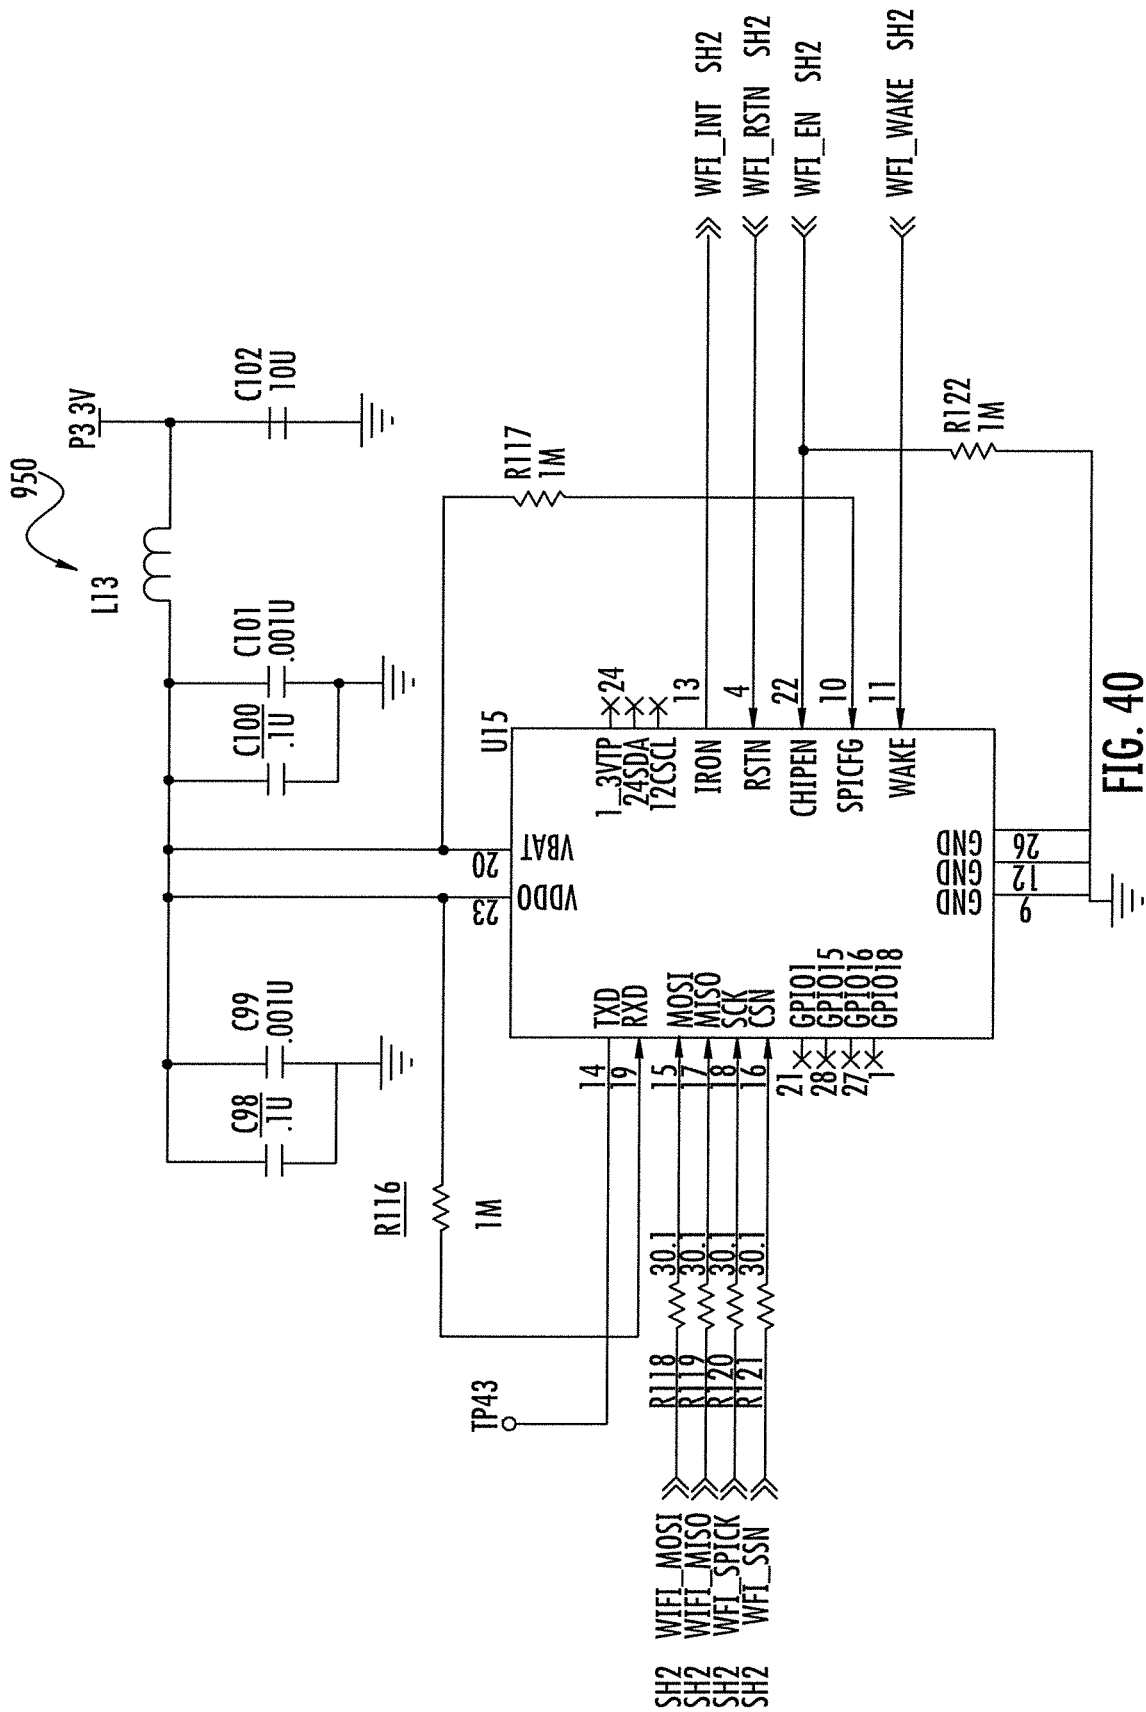 950
P3 3V
L13
C102
10U
C101
.001U
C100
.1U
C99
.001U
C98
.1U
R117
1M
R116
1M
TP43
U15
20
VBAT
23
VDDO
1_3VTP
24
24SDA
12CSCL
IRON
13
WFI_INT SH2
RSTN
4
WFI_RSTN SH2
CHIPEN
22
WFI_EN SH2
SPICFG
10
WAKE
11
WFI_WAKE SH2
R122
1M
14
TXD
19
RXD
SH2 WIFI_MOSI
R118
30.1
15
MOSI
SH2 WIFI_MISO
R119
30.1
17
MISO
SH2 WFI_SPICK
R120
30.1
18
SCK
SH2 WFI_SSN
R121
30.1
16
CSN
21
GPIO1
28
GPIO15
27
GPIO16
1
GPIO18
GND
9
GND
12
GND
26
FIG. 40